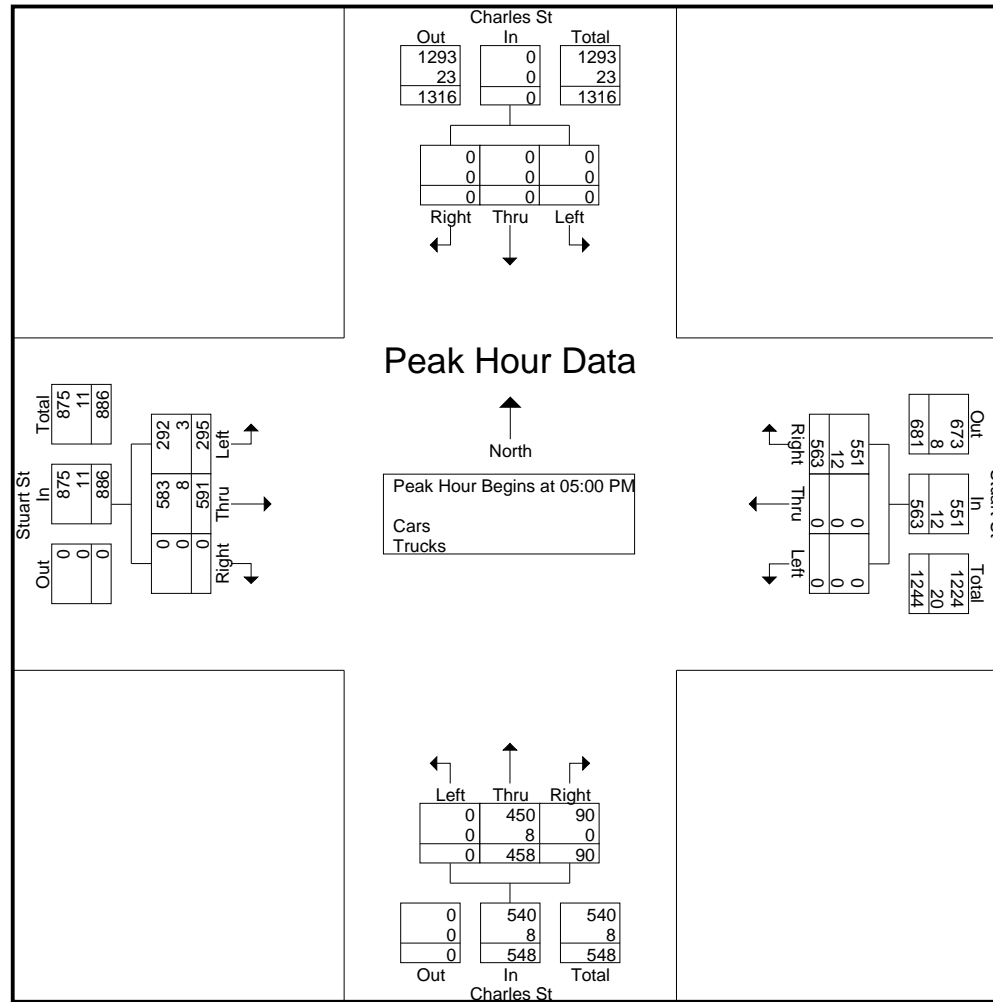 Charles St
Out In Total
1293 0 1293
23 0 23
1316 0 1316
0 0 0
0 0 0
0 0 0
Right Thru Left
Peak Hour Data
North
Peak Hour Begins at 05:00 PM
Cars
Trucks
Stuart St
Total In Out
875 875 0
11 11 0
886 886 0
Left Thru Right
292 583 0
3 8 0
295 591 0
Right Thru Left
551 0 0
12 0 0
563 0 0
Out In Total
673 551 1224
8 12 20
681 563 1244
Stuart St
Left Thru Right
0 450 90
0 8 0
0 458 90
0 540 540
0 8 8
0 548 548
Out In Total
Charles St